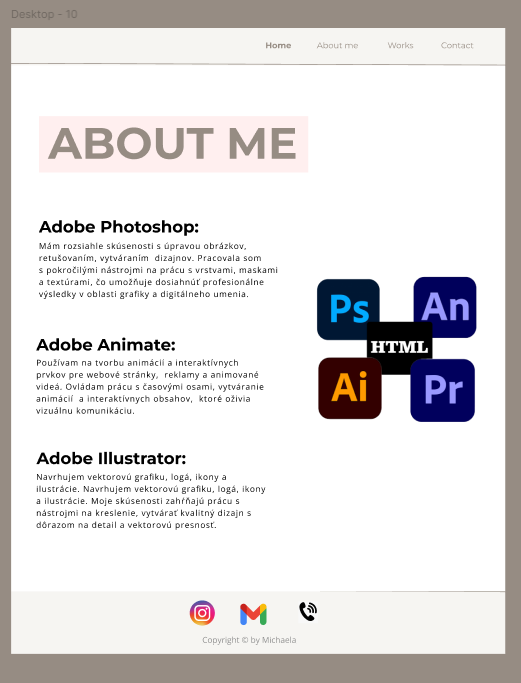 Desktop - 10
Home About me Works Contact
ABOUT ME
Adobe Photoshop:
Mám rozsiahle skúsenosti s úpravou obrázkov,
retušovaním, vytváraním dizajnov. Pracovala som
s pokročilými nástrojmi na prácu s vrstvami, maskami
a textúrami, čo umožňuje dosiahnúť profesionálne
výsledky v oblasti grafiky a digitálneho umenia.
Adobe Animate:
Používam na tvorbu animácií a interaktívnych
prvkov pre webové stránky, reklamy a animované
videá. Ovládam prácu s časovými osami, vytváranie
animácií a interaktívnych obsahov, ktoré oživia
vizuálnu komunikáciu.
Adobe Illustrator:
Navrhujem vektorovú grafiku, logá, ikony a
ilustrácie. Navrhujem vektorovú grafiku, logá, ikony
a ilustrácie. Moje skúsenosti zahŕňajú prácu s
nástrojmi na kreslenie, vytvárať kvalitný dizajn s
dôrazom na detail a vektorovú presnosť.
Ps An
HTML
Ai Pr
Copyright © by Michaela